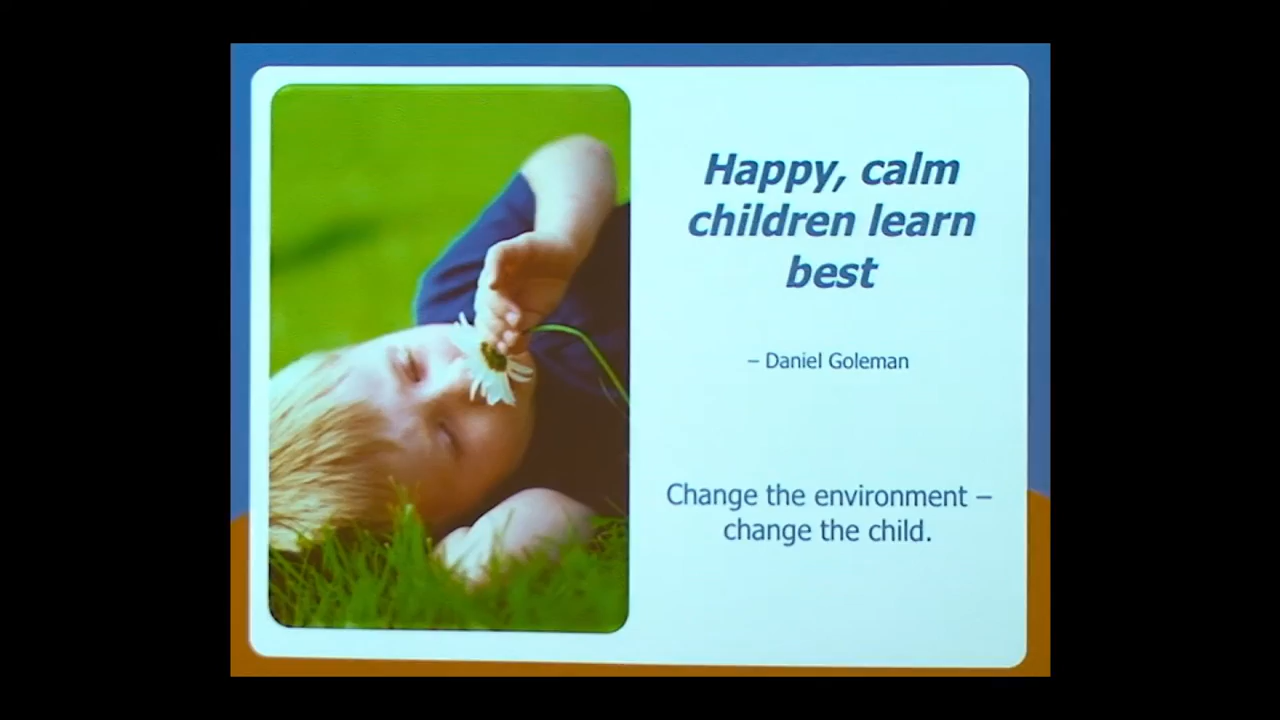 Happy, calm
children learn
best
– Daniel Goleman
Change the environment –
change the child.